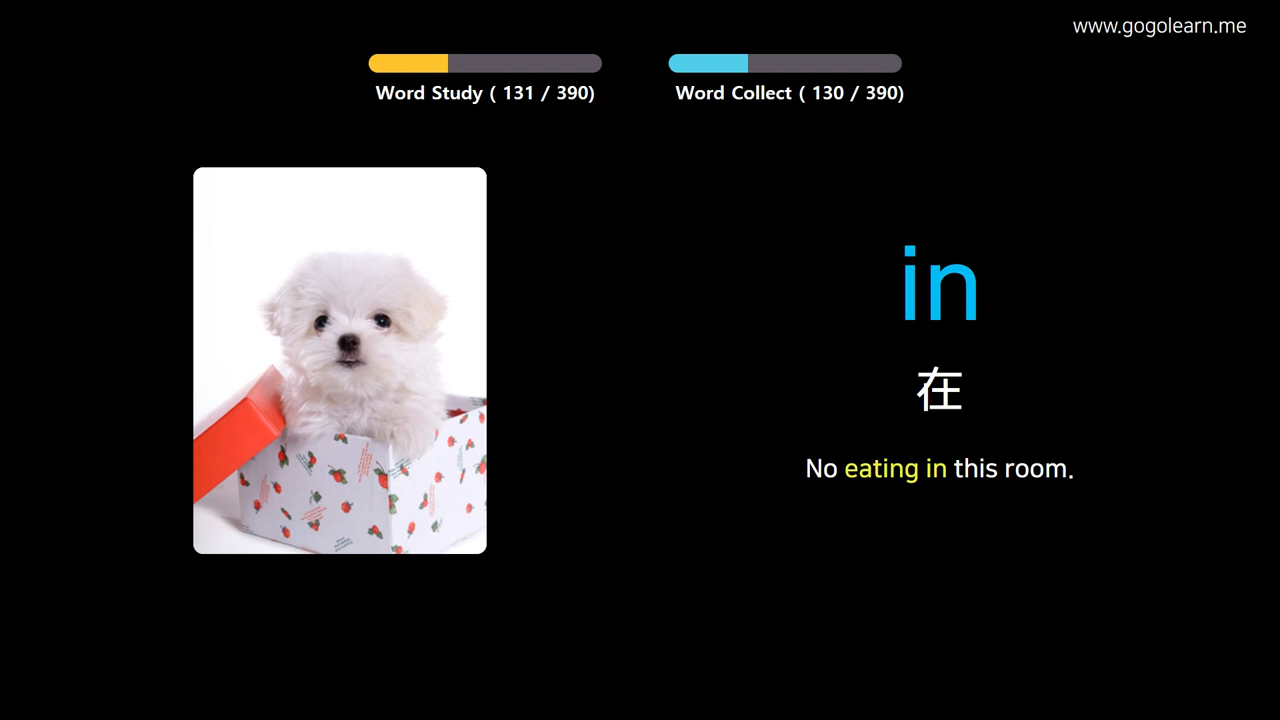 www.gogolearn.me
Word Study ( 131 / 390)
Word Collect ( 130 / 390)
in
在
No eating in this room.